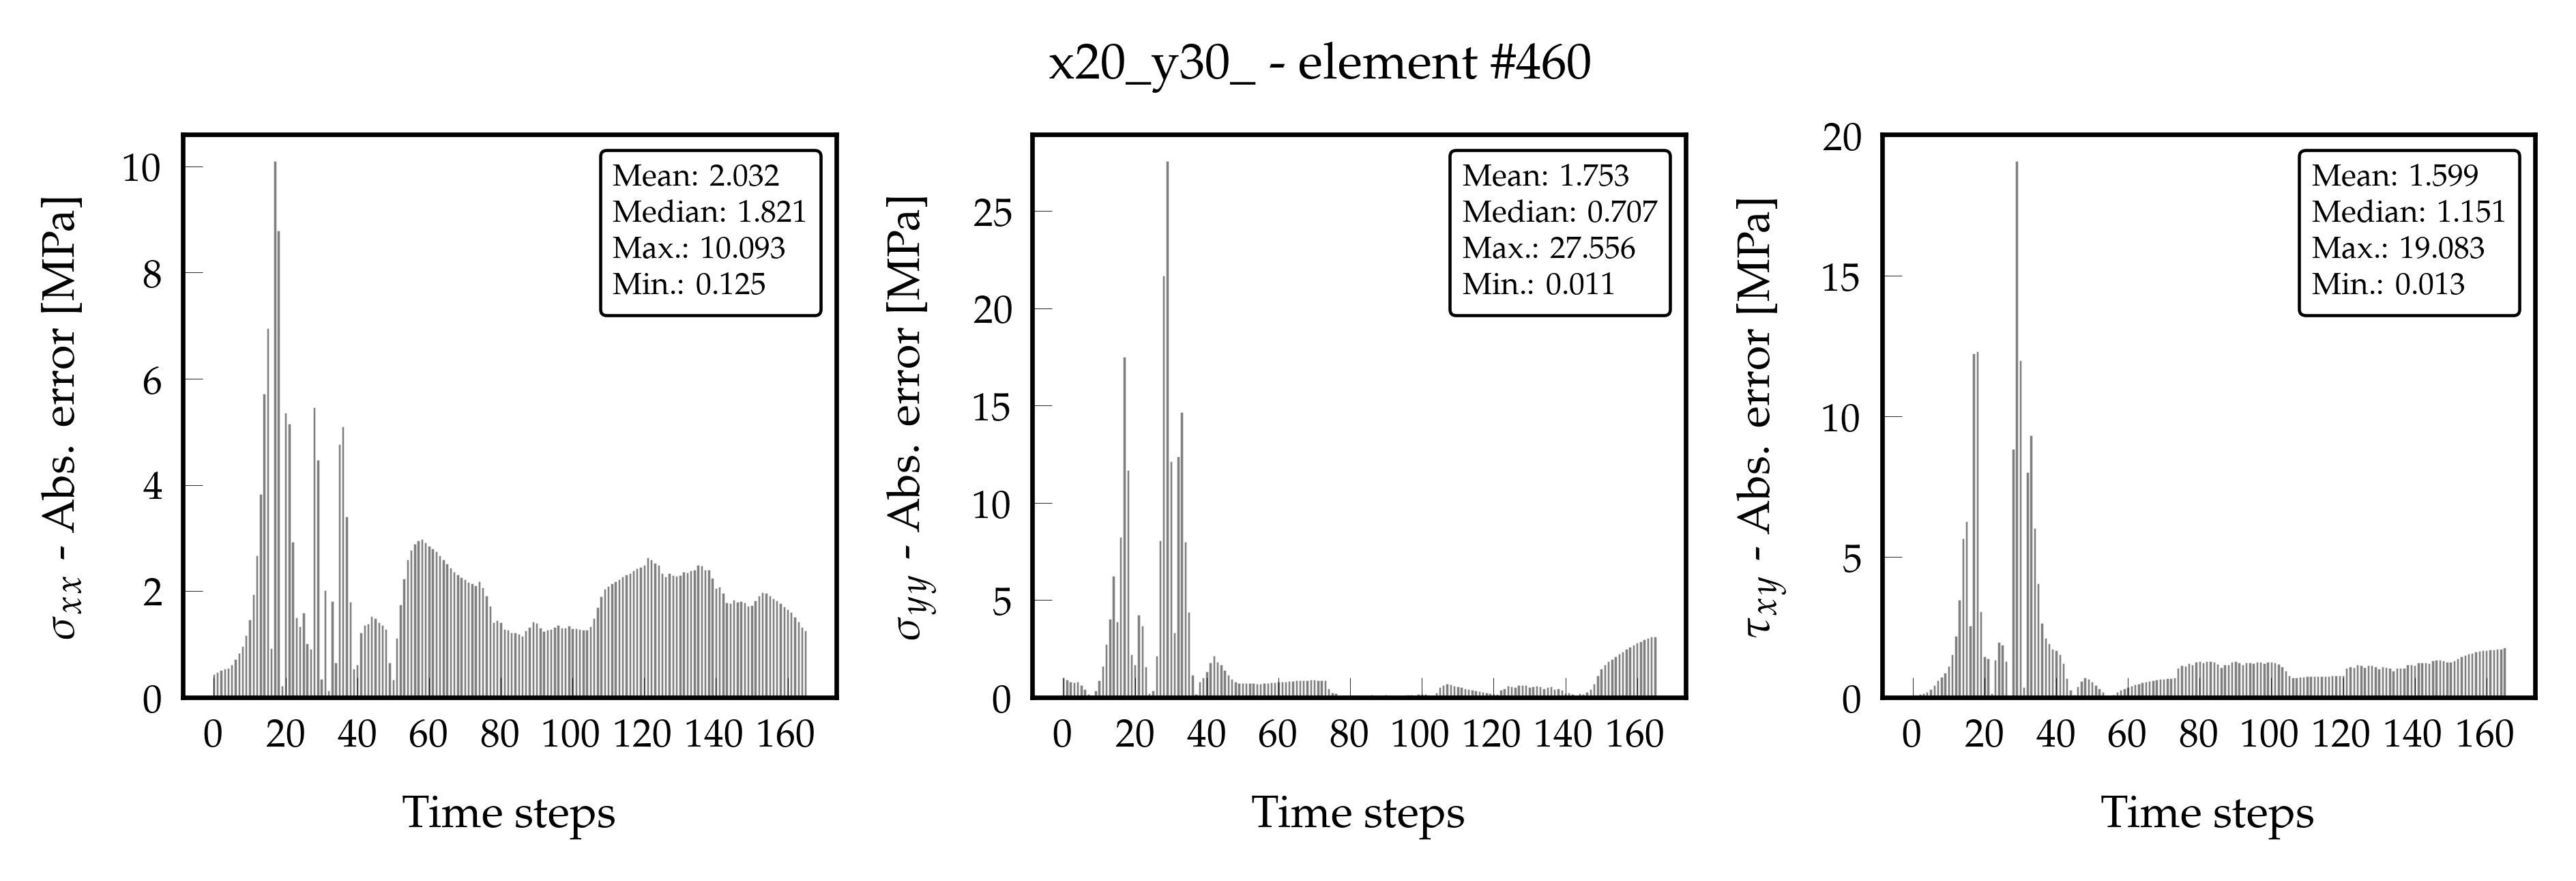 x20_y30_ - element #460
σxx - Abs. error [MPa]
10
8
6
4
2
0
Mean: 2.032
Median: 1.821
Max.: 10.093
Min.: 0.125
0 20 40 60 80 100 120 140 160
Time steps
σyy - Abs. error [MPa]
25
20
15
10
5
0
Mean: 1.753
Median: 0.707
Max.: 27.556
Min.: 0.011
0 20 40 60 80 100 120 140 160
Time steps
τxy - Abs. error [MPa]
20
15
10
5
0
Mean: 1.599
Median: 1.151
Max.: 19.083
Min.: 0.013
0 20 40 60 80 100 120 140 160
Time steps